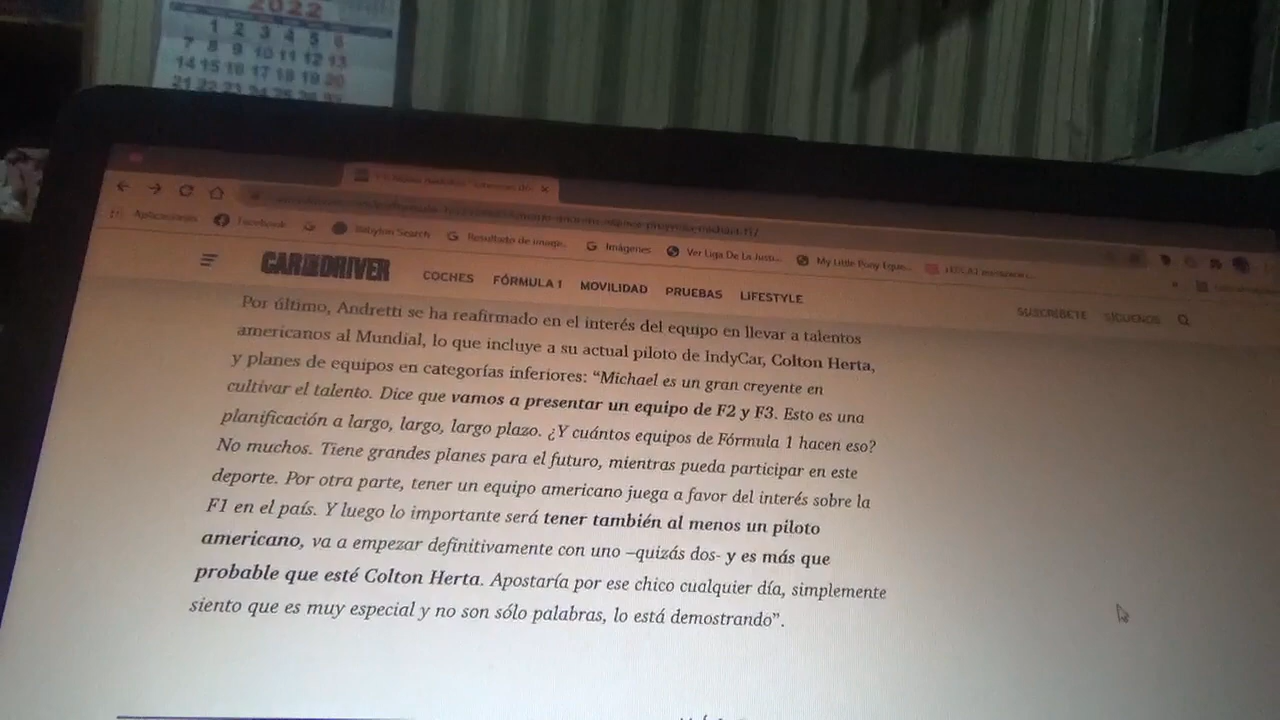 2022
1 2 3 4 5 6
7 8 9 10 11 12 13
14 15 16 17 18 19 20
21 22 23 24 25 26
Aplicaciones Facebook Babylon Search Resultado de image... Imágenes Ver Liga De La Justi... My Little Pony Eque...
CAR AND DRIVER COCHES FÓRMULA 1 MOVILIDAD PRUEBAS LIFESTYLE SUSCRÍBETE SÍGUENOS
Por último, Andretti se ha reafirmado en el interés del equipo en llevar a talentos
americanos al Mundial, lo que incluye a su actual piloto de IndyCar, Colton Herta,
y planes de equipos en categorías inferiores: “Michael es un gran creyente en
cultivar el talento. Dice que vamos a presentar un equipo de F2 y F3. Esto es una
planificación a largo, largo, largo plazo. ¿Y cuántos equipos de Fórmula 1 hacen eso?
No muchos. Tiene grandes planes para el futuro, mientras pueda participar en este
deporte. Por otra parte, tener un equipo americano juega a favor del interés sobre la
F1 en el país. Y luego lo importante será tener también al menos un piloto
americano, va a empezar definitivamente con uno –quizás dos- y es más que
probable que esté Colton Herta. Apostaría por ese chico cualquier día, simplemente
siento que es muy especial y no son sólo palabras, lo está demostrando”.